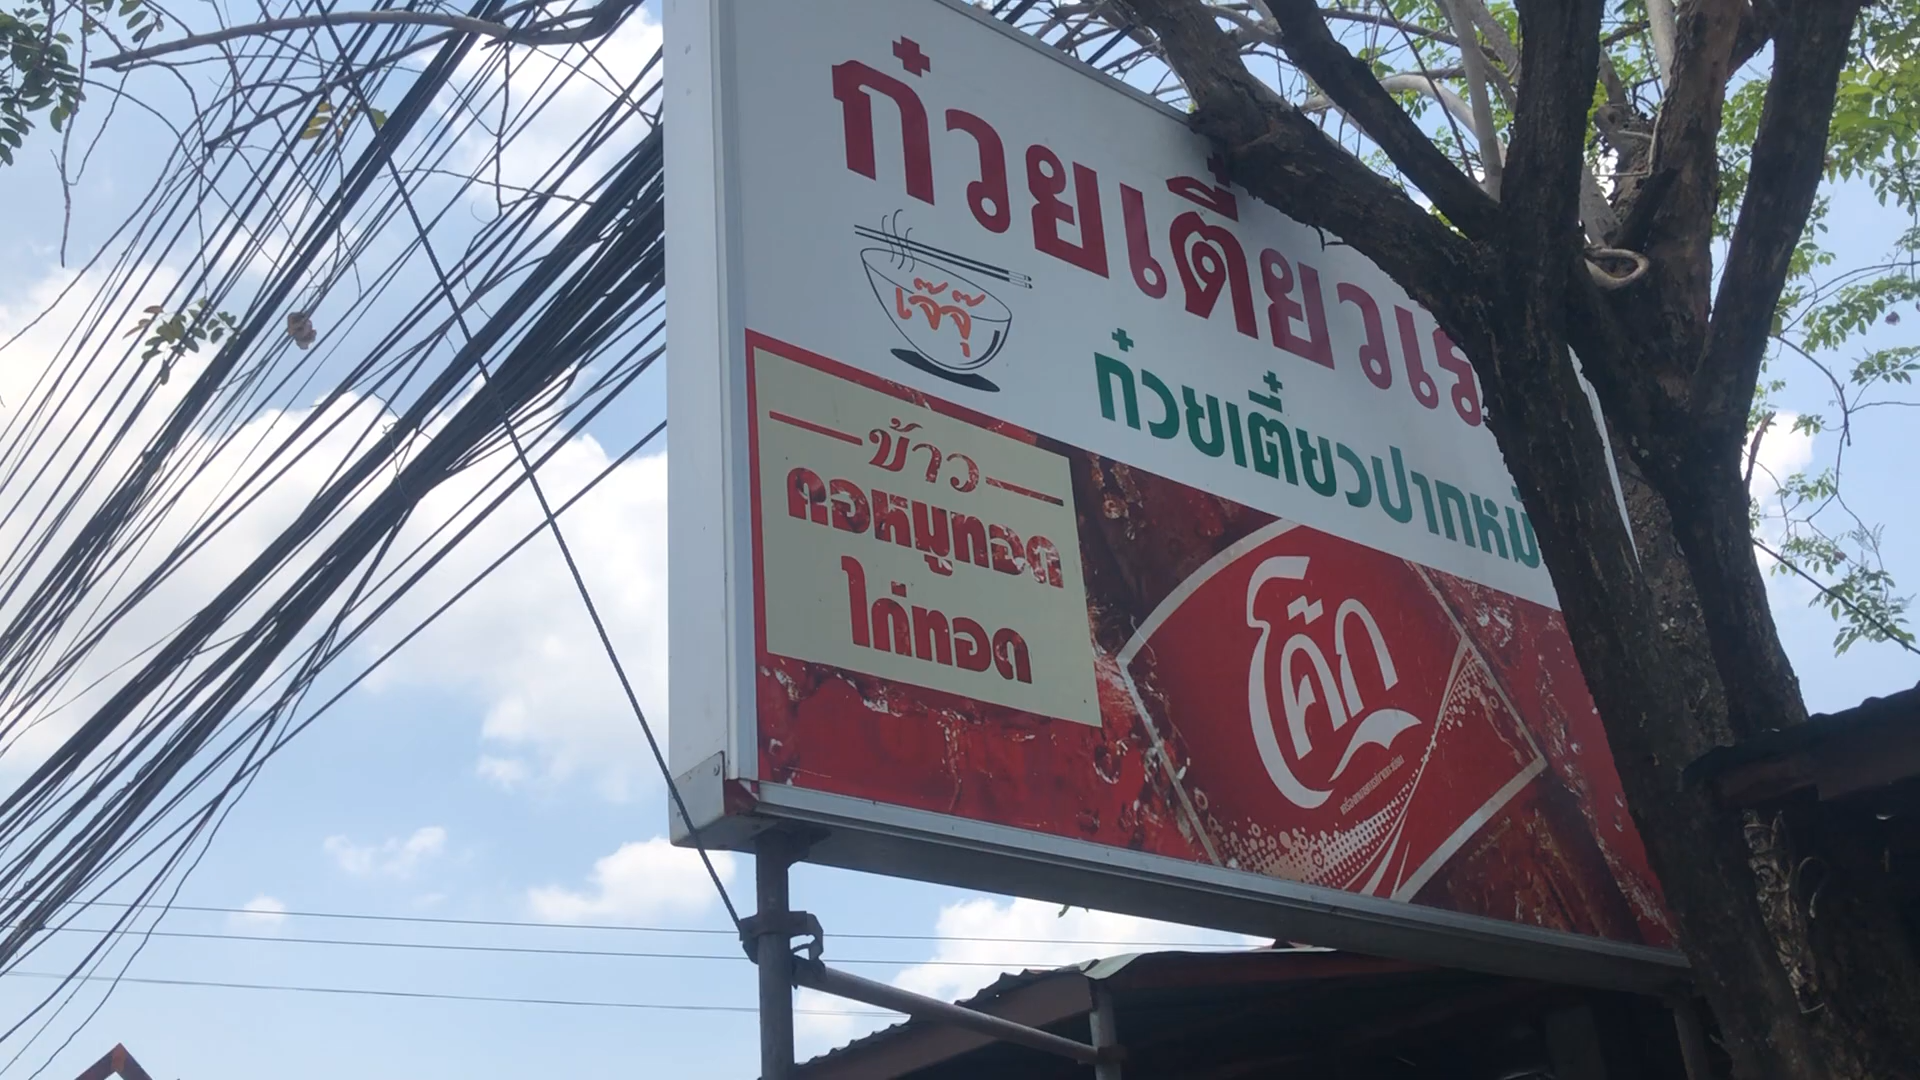 ก๋วยเตี๋ยวเร
เจ๊จุ๊
ก๋วยเตี๋ยวปากหม้
ข้าว
คอหมูทอด
ไก่ทอด
โค้ก